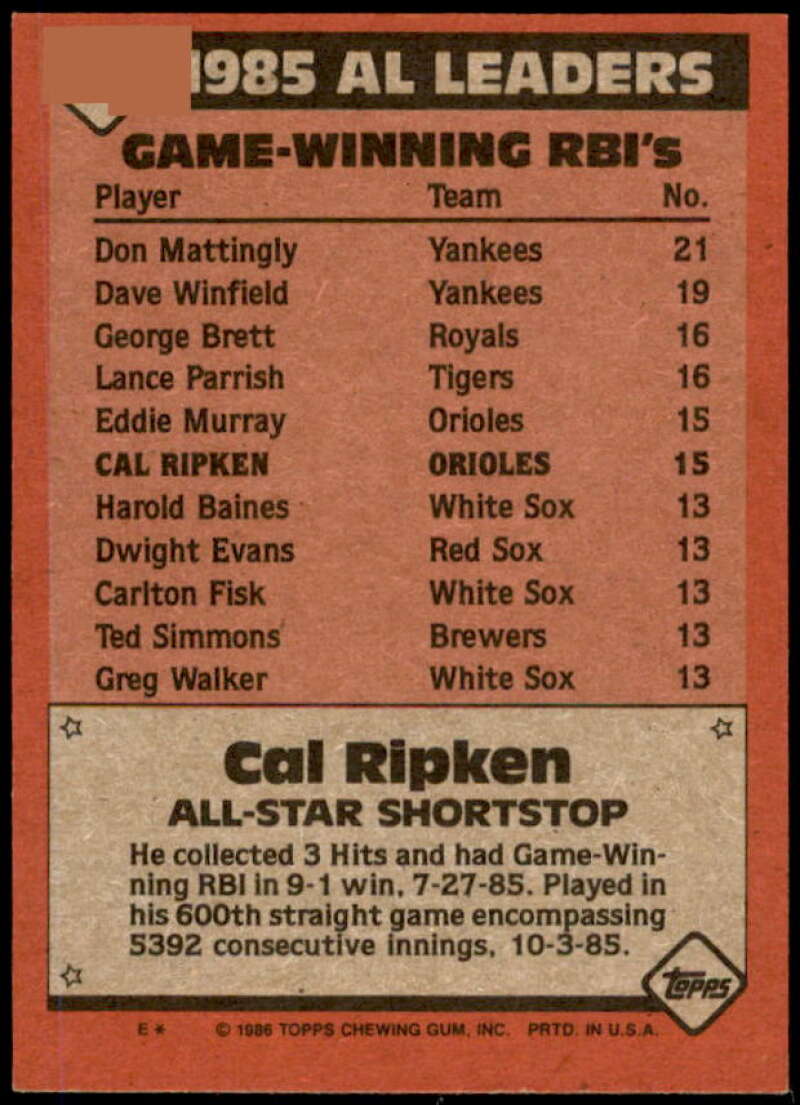 1985 AL LEADERS
GAME-WINNING RBI'S
Player Team No.
Don Mattingly Yankees 21
Dave Winfield Yankees 19
George Brett Royals 16
Lance Parrish Tigers 16
Eddie Murray Orioles 15
CAL RIPKEN ORIOLES 15
Harold Baines White Sox 13
Dwight Evans Red Sox 13
Carlton Fisk White Sox 13
Ted Simmons Brewers 13
Greg Walker White Sox 13
Cal Ripken
ALL-STAR SHORTSTOP
He collected 3 Hits and had Game-Win-
ning RBI in 9-1 win, 7-27-85. Played in
his 600th straight game encompassing
5392 consecutive innings, 10-3-85.
Topps
E * © 1986 TOPPS CHEWING GUM, INC. PRTD. IN U.S.A.